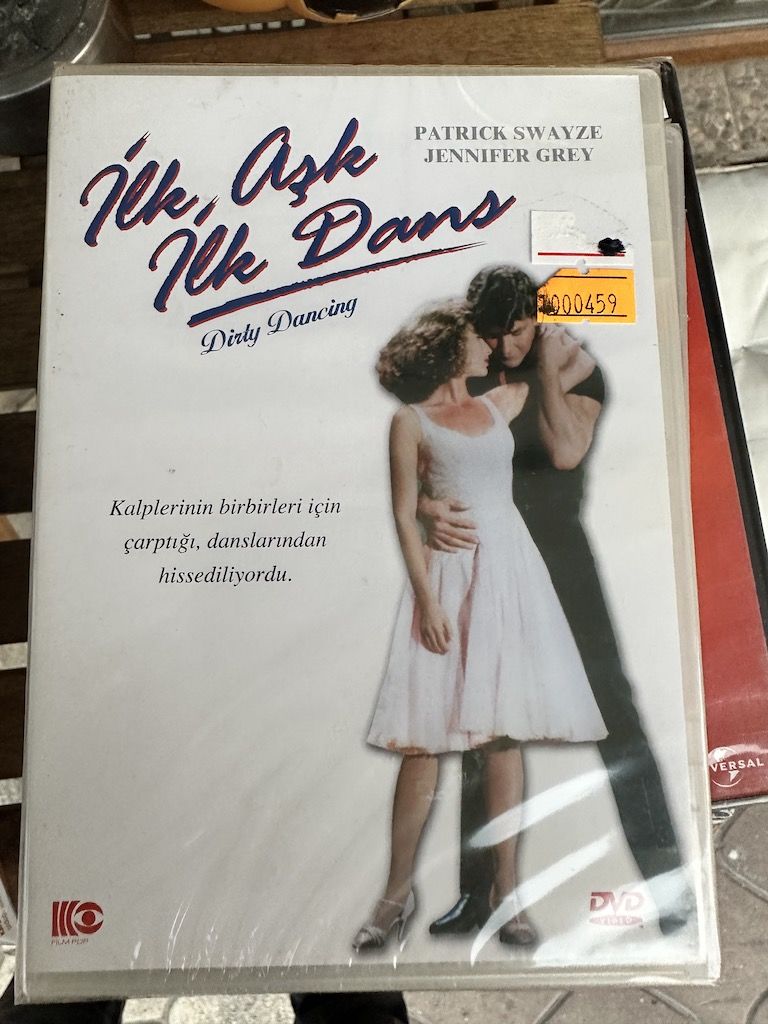 PATRICK SWAYZE
JENNIFER GREY
İlk Aşk
İlk Dans
Dirty Dancing
000459
Kalplerinin birbirleri için
çarptığı, danslarından
hissediliyordu.
FILM POP
DVD
VIDEO
VERSAL